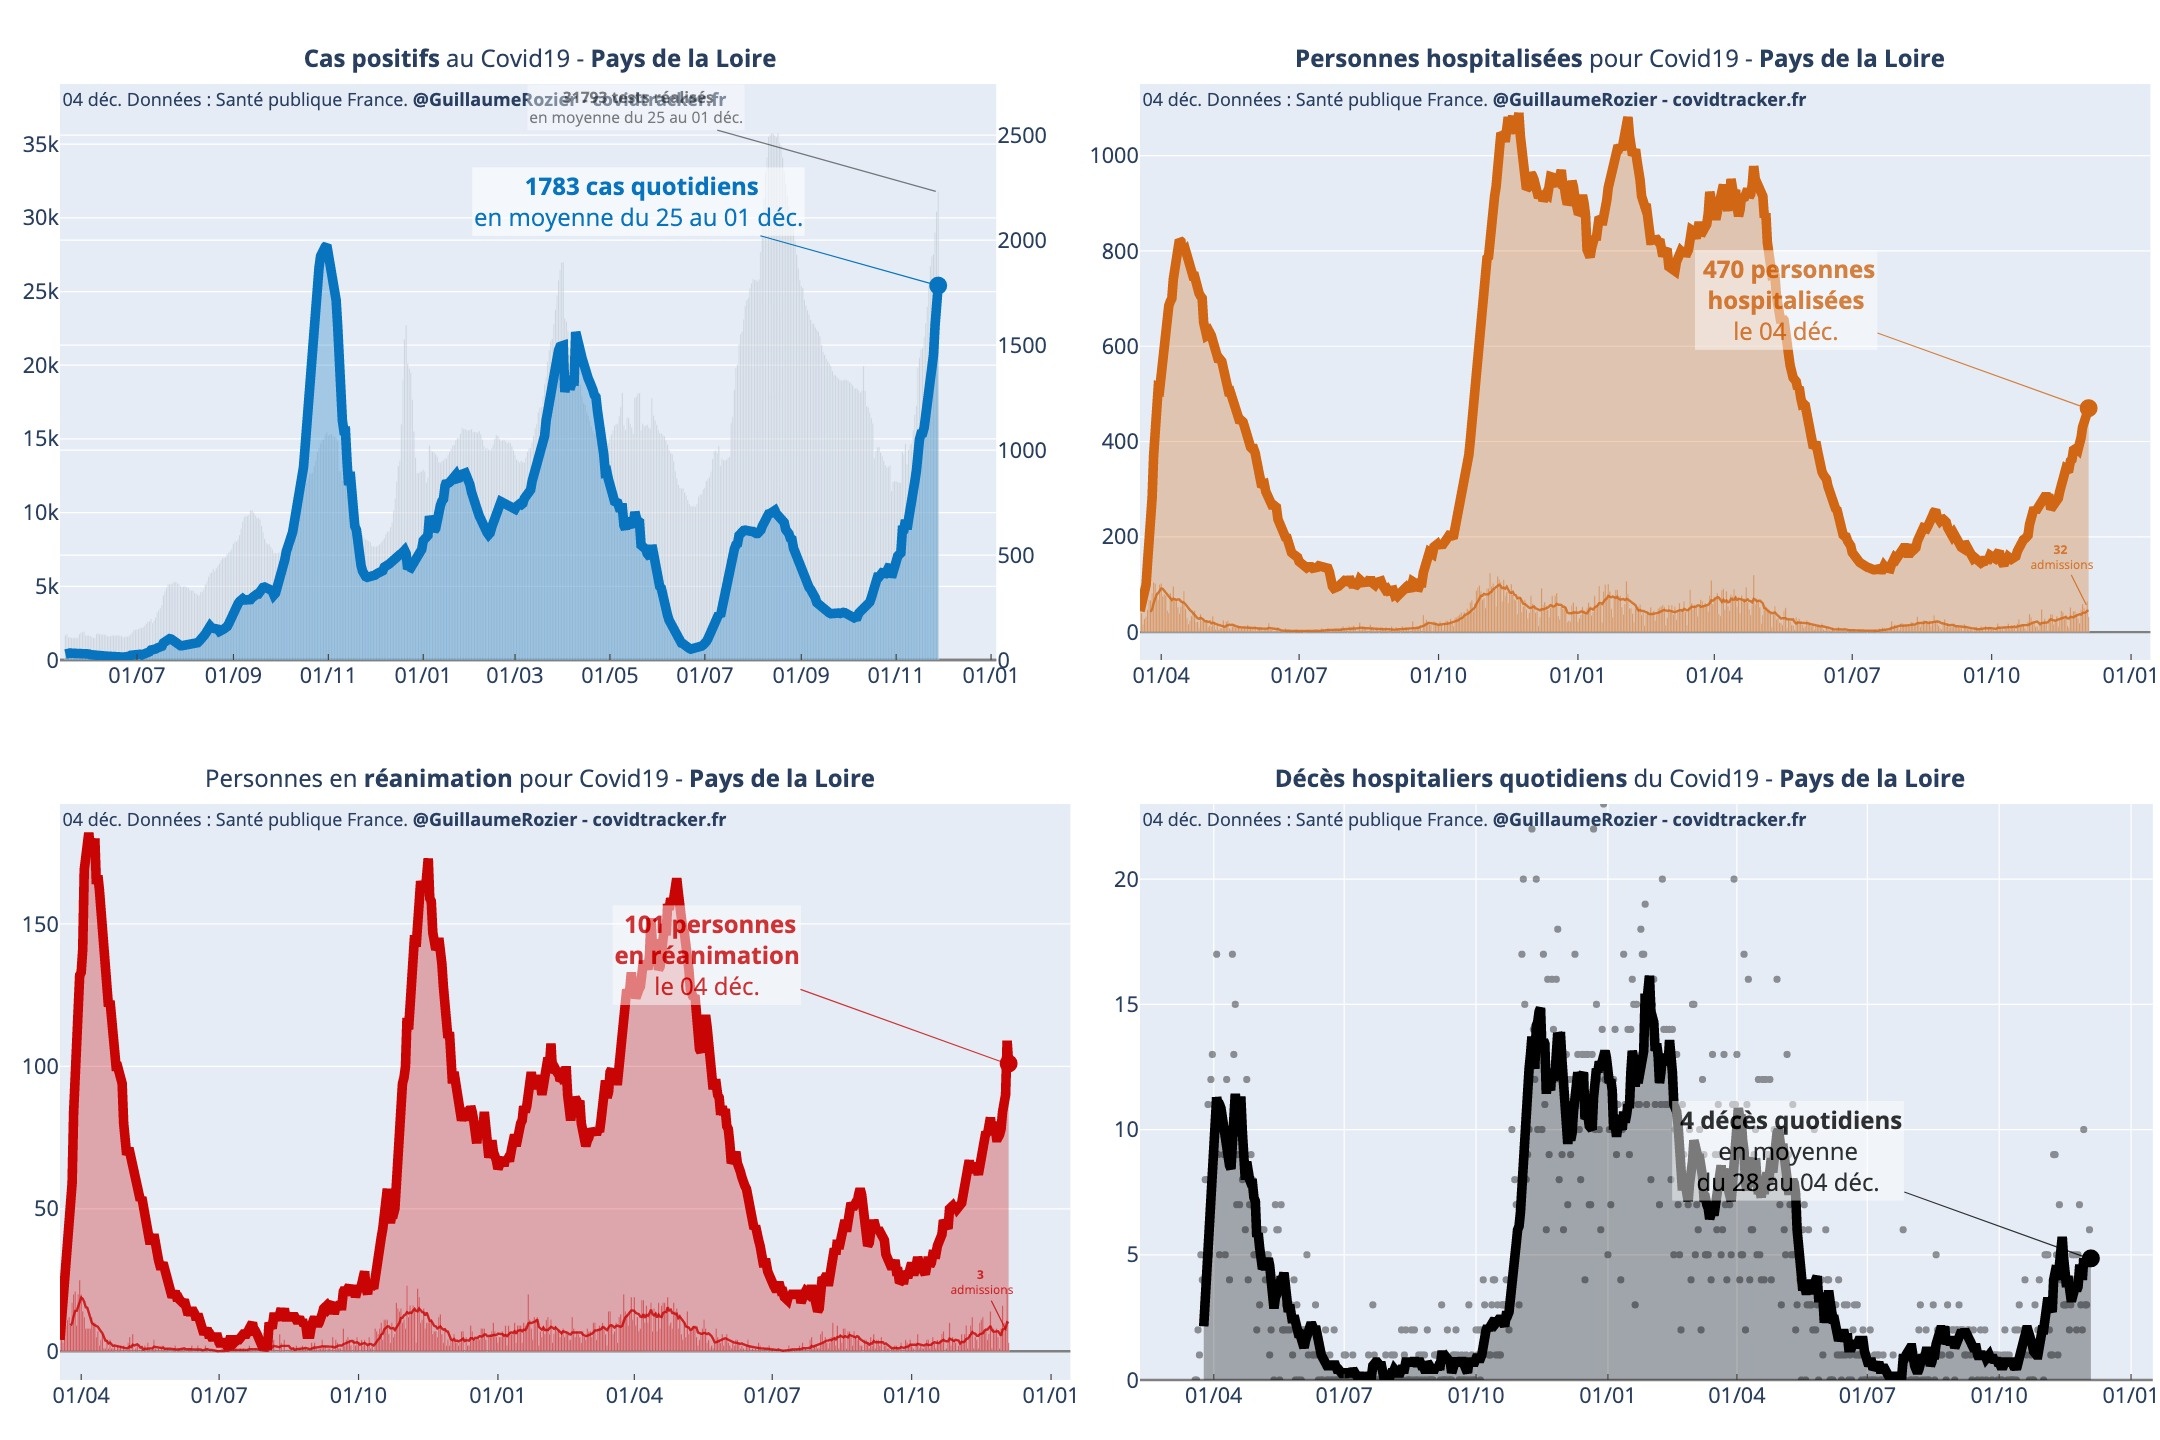 Cas positifs au Covid19 - Pays de la Loire
04 déc. Données : Santé publique France. @GuillaumeRozier - covidtracker.fr
31793 tests réalisés
en moyenne du 25 au 01 déc.
1783 cas quotidiens
en moyenne du 25 au 01 déc.
35k
30k
25k
20k
15k
10k
5k
0
2500
2000
1500
1000
500
0
01/07 01/09 01/11 01/01 01/03 01/05 01/07 01/09 01/11 01/01
Personnes hospitalisées pour Covid19 - Pays de la Loire
04 déc. Données : Santé publique France. @GuillaumeRozier - covidtracker.fr
1000
800
600
400
200
0
470 personnes
hospitalisées
le 04 déc.
32
admissions
01/04 01/07 01/10 01/01 01/04 01/07 01/10 01/01
Personnes en réanimation pour Covid19 - Pays de la Loire
04 déc. Données : Santé publique France. @GuillaumeRozier - covidtracker.fr
150
100
50
0
101 personnes
en réanimation
le 04 déc.
3
admissions
01/04 01/07 01/10 01/01 01/04 01/07 01/10 01/01
Décès hospitaliers quotidiens du Covid19 - Pays de la Loire
04 déc. Données : Santé publique France. @GuillaumeRozier - covidtracker.fr
20
15
10
5
0
4 décès quotidiens
en moyenne
du 28 au 04 déc.
01/04 01/07 01/10 01/01 01/04 01/07 01/10 01/01